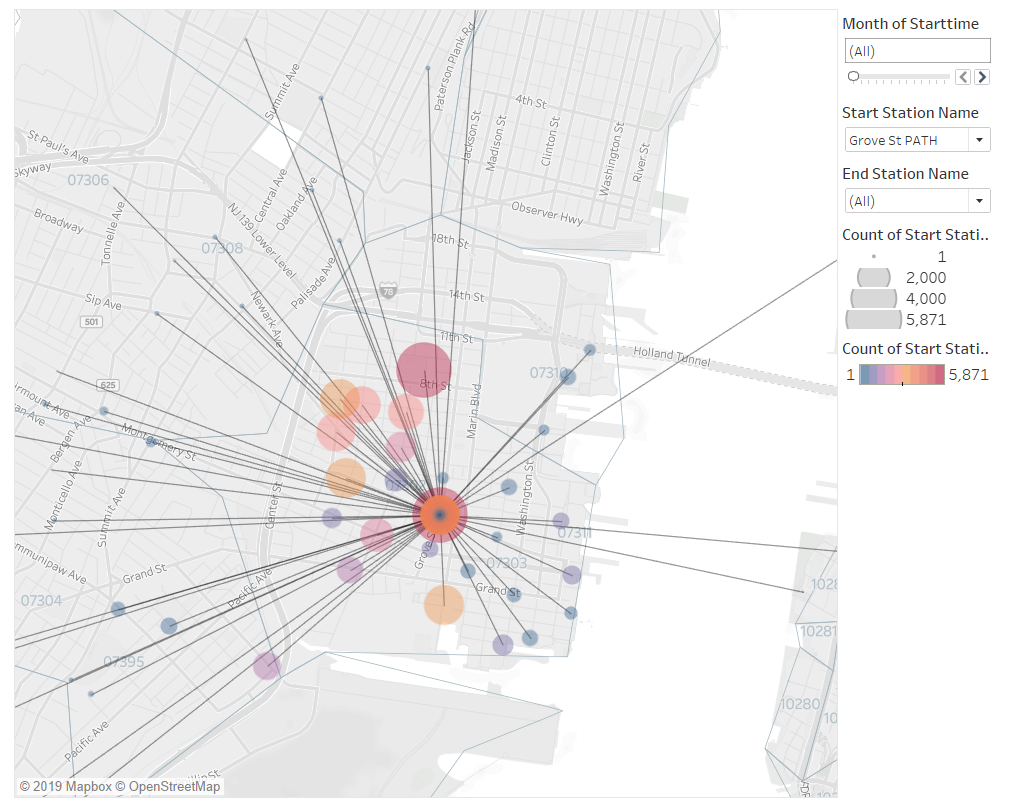 Month of Starttime
(All)
Start Station Name
Grove St PATH
End Station Name
(All)
Count of Start Stati..
1
2,000
4,000
5,871
Count of Start Stati..
1 5,871
Paterson Plank Rd
Summit Ave
4th St
Jackson St
Madison St
Clinton St
Washington St
River St
St Paul's Ave
Skyway
07306
Central Ave
Oakland Ave
Tonnelle Ave
Broadway
NJ 139 Lower Level
07308
Observer Hwy
18th St
Palisade Ave
78
14th St
Sip Ave
501
Newark Ave
11th St
Holland Tunnel
07310
8th St
625
Marin Blvd
Bergen Ave
Montgomery St
Monticello Ave
Summit Ave
Center St
Washington St
07311
Grove S
07303
Grand St
Grand St
Pacific Ave
mmunipaw Ave
07304
07395
1028
10281
10280
10
Pacific Ave
© 2019 Mapbox © OpenStreetMap